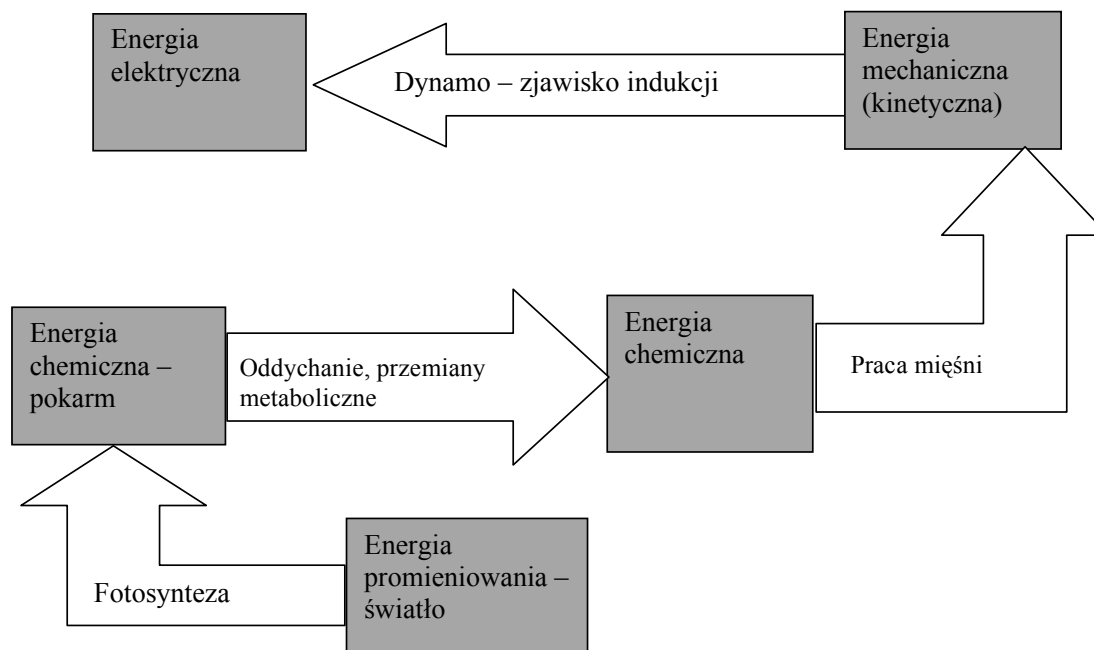 Energia
elektryczna
Dynamo – zjawisko indukcji
Energia
mechaniczna
(kinetyczna)
Energia
chemiczna –
pokarm
Oddychanie, przemiany
metaboliczne
Energia
chemiczna
Praca mięśni
Fotosynteza
Energia
promieniowania –
światło